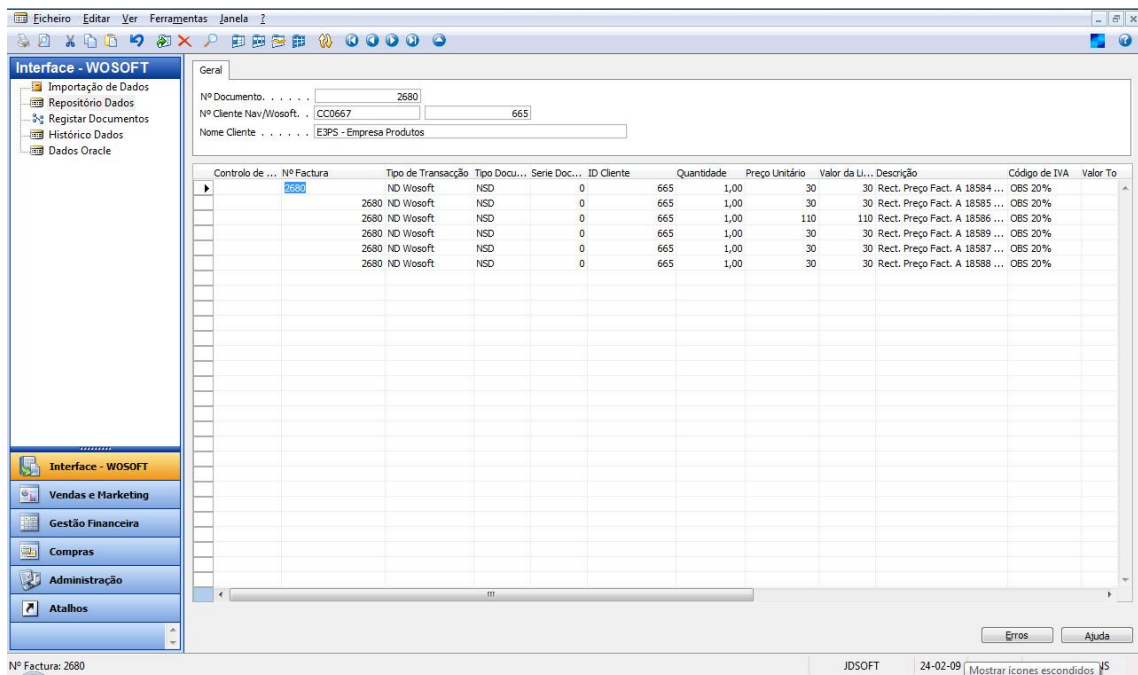 Ficheiro Editar Ver Ferramentas Janela ?
Interface - WOSOFT
Importação de Dados
Repositório Dados
Registar Documentos
Histórico Dados
Dados Oracle
Geral
Nº Documento. . . . . . 2680
Nº Cliente Nav/Wosoft. . CC0667 665
Nome Cliente . . . . . . E3PS - Empresa Produtos
Controlo de ... Nº Factura Tipo de Transacção Tipo Docu... Serie Doc... ID Cliente Quantidade Preço Unitário Valor da Li... Descrição Código de IVA Valor To
2680 ND Wosoft NSD 0 665 1,00 30 30 Rect. Preço Fact. A 18584 ... OBS 20%
2680 ND Wosoft NSD 0 665 1,00 30 30 Rect. Preço Fact. A 18585 ... OBS 20%
2680 ND Wosoft NSD 0 665 1,00 110 110 Rect. Preço Fact. A 18586 ... OBS 20%
2680 ND Wosoft NSD 0 665 1,00 30 30 Rect. Preço Fact. A 18589 ... OBS 20%
2680 ND Wosoft NSD 0 665 1,00 30 30 Rect. Preço Fact. A 18587 ... OBS 20%
2680 ND Wosoft NSD 0 665 1,00 30 30 Rect. Preço Fact. A 18588 ... OBS 20%
Interface - WOSOFT
Vendas e Marketing
Gestão Financeira
Compras
Administração
Atalhos
Erros Ajuda
Nº Factura: 2680 JDSOFT 24-02-09
Mostrar ícones escondidos